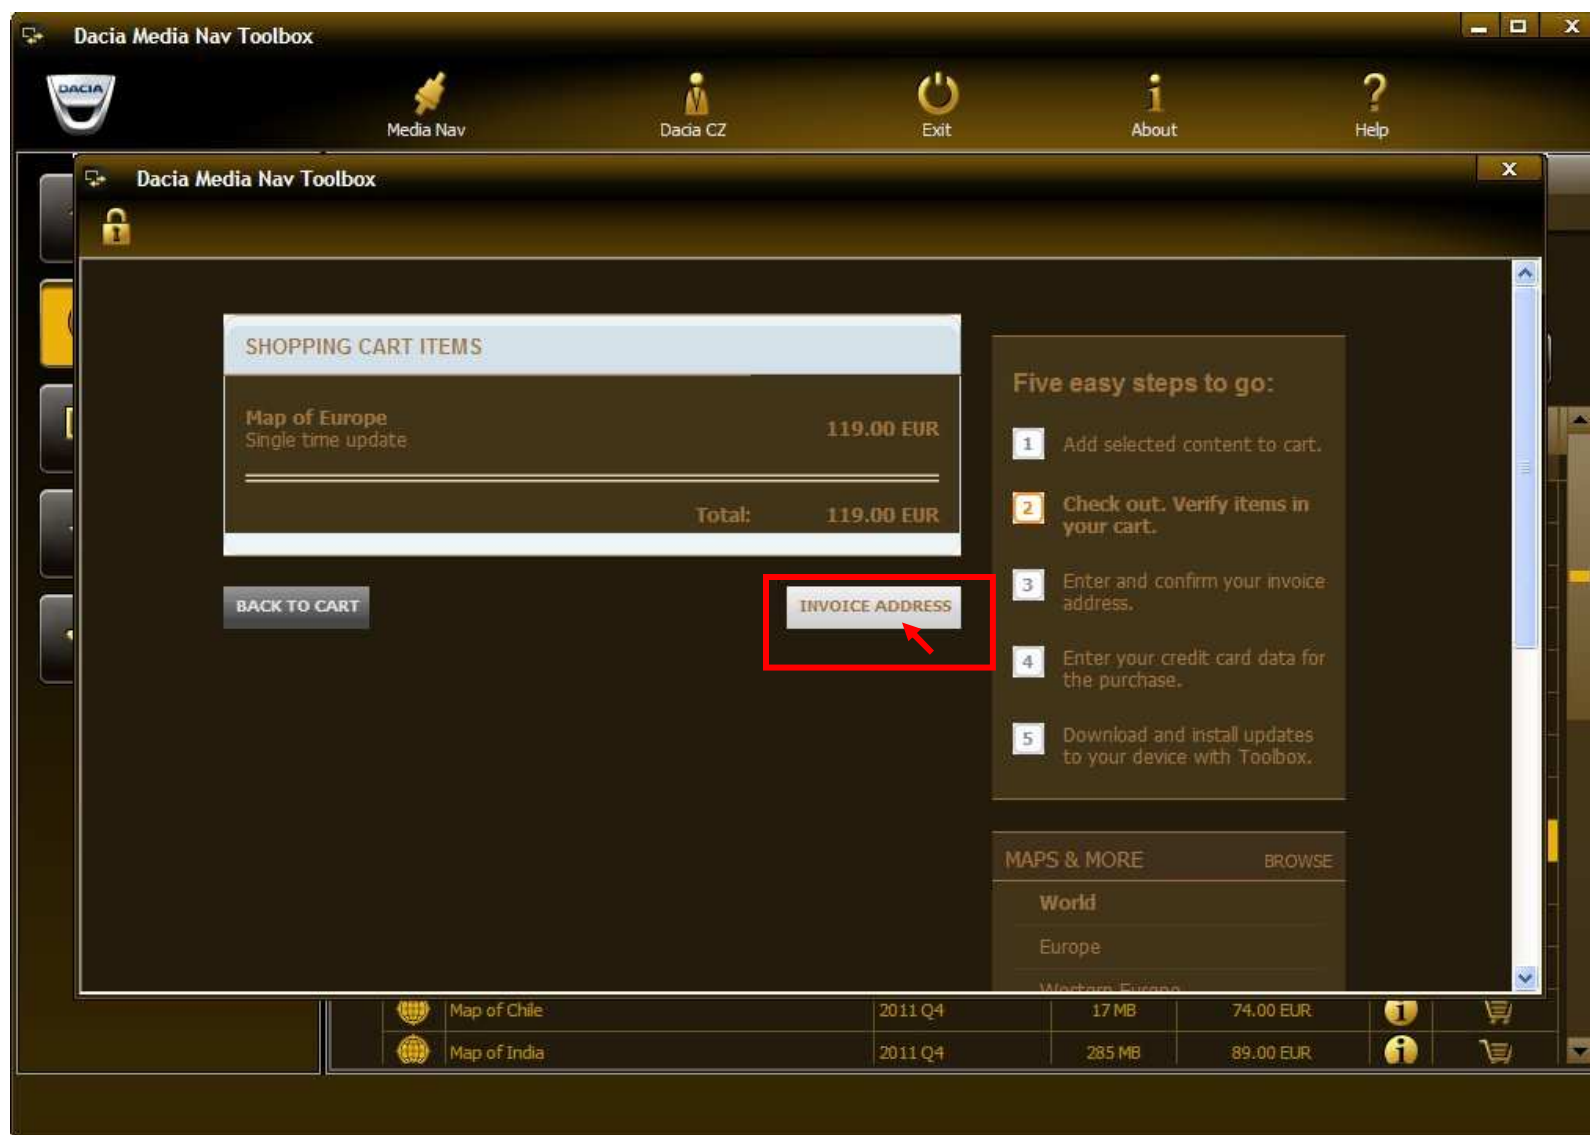 Dacia Media Nav Toolbox
DACIA
Media Nav
Dacia CZ
Exit
About
Help
Dacia Media Nav Toolbox
SHOPPING CART ITEMS
Map of Europe
Single time update
119.00 EUR
Total: 119.00 EUR
BACK TO CART
INVOICE ADDRESS
Five easy steps to go:
1 Add selected content to cart.
2 Check out. Verify items in
your cart.
3 Enter and confirm your invoice
address.
4 Enter your credit card data for
the purchase.
5 Download and install updates
to your device with Toolbox.
MAPS & MORE BROWSE
World
Europe
Western Europe
Map of Chile 2011 Q4 17 MB 74.00 EUR
Map of India 2011 Q4 285 MB 89.00 EUR